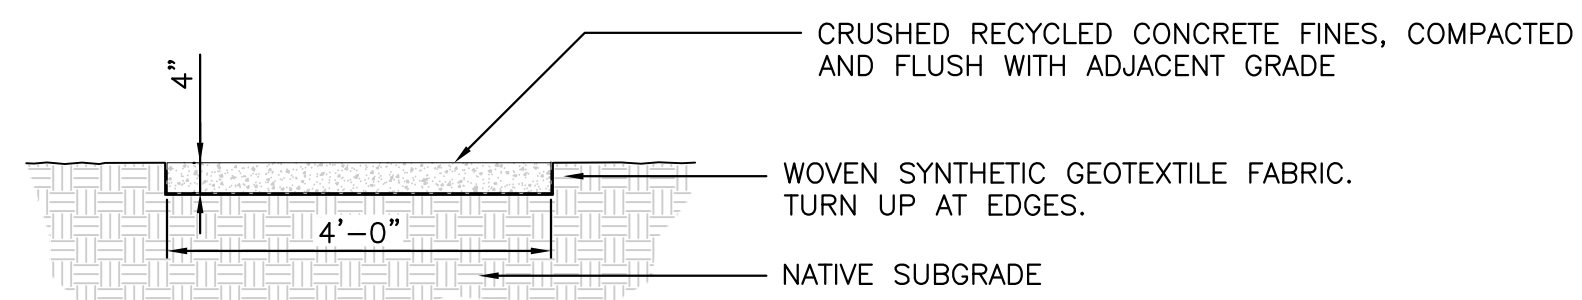 CRUSHED RECYCLED CONCRETE FINES, COMPACTED
AND FLUSH WITH ADJACENT GRADE
4"
WOVEN SYNTHETIC GEOTEXTILE FABRIC.
TURN UP AT EDGES.
4'-0"
NATIVE SUBGRADE